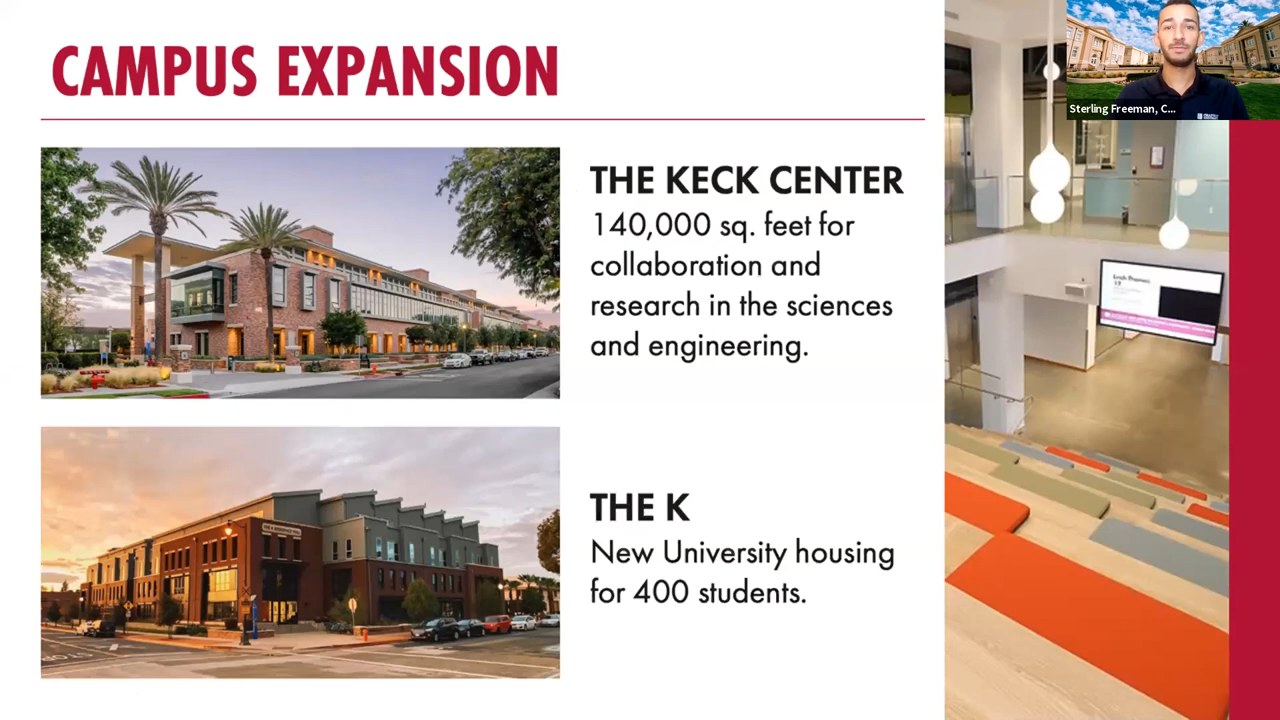 CAMPUS EXPANSION
Sterling Freeman, C...
THE KECK CENTER
140,000 sq. feet for
collaboration and
research in the sciences
and engineering.
THE K
New University housing
for 400 students.